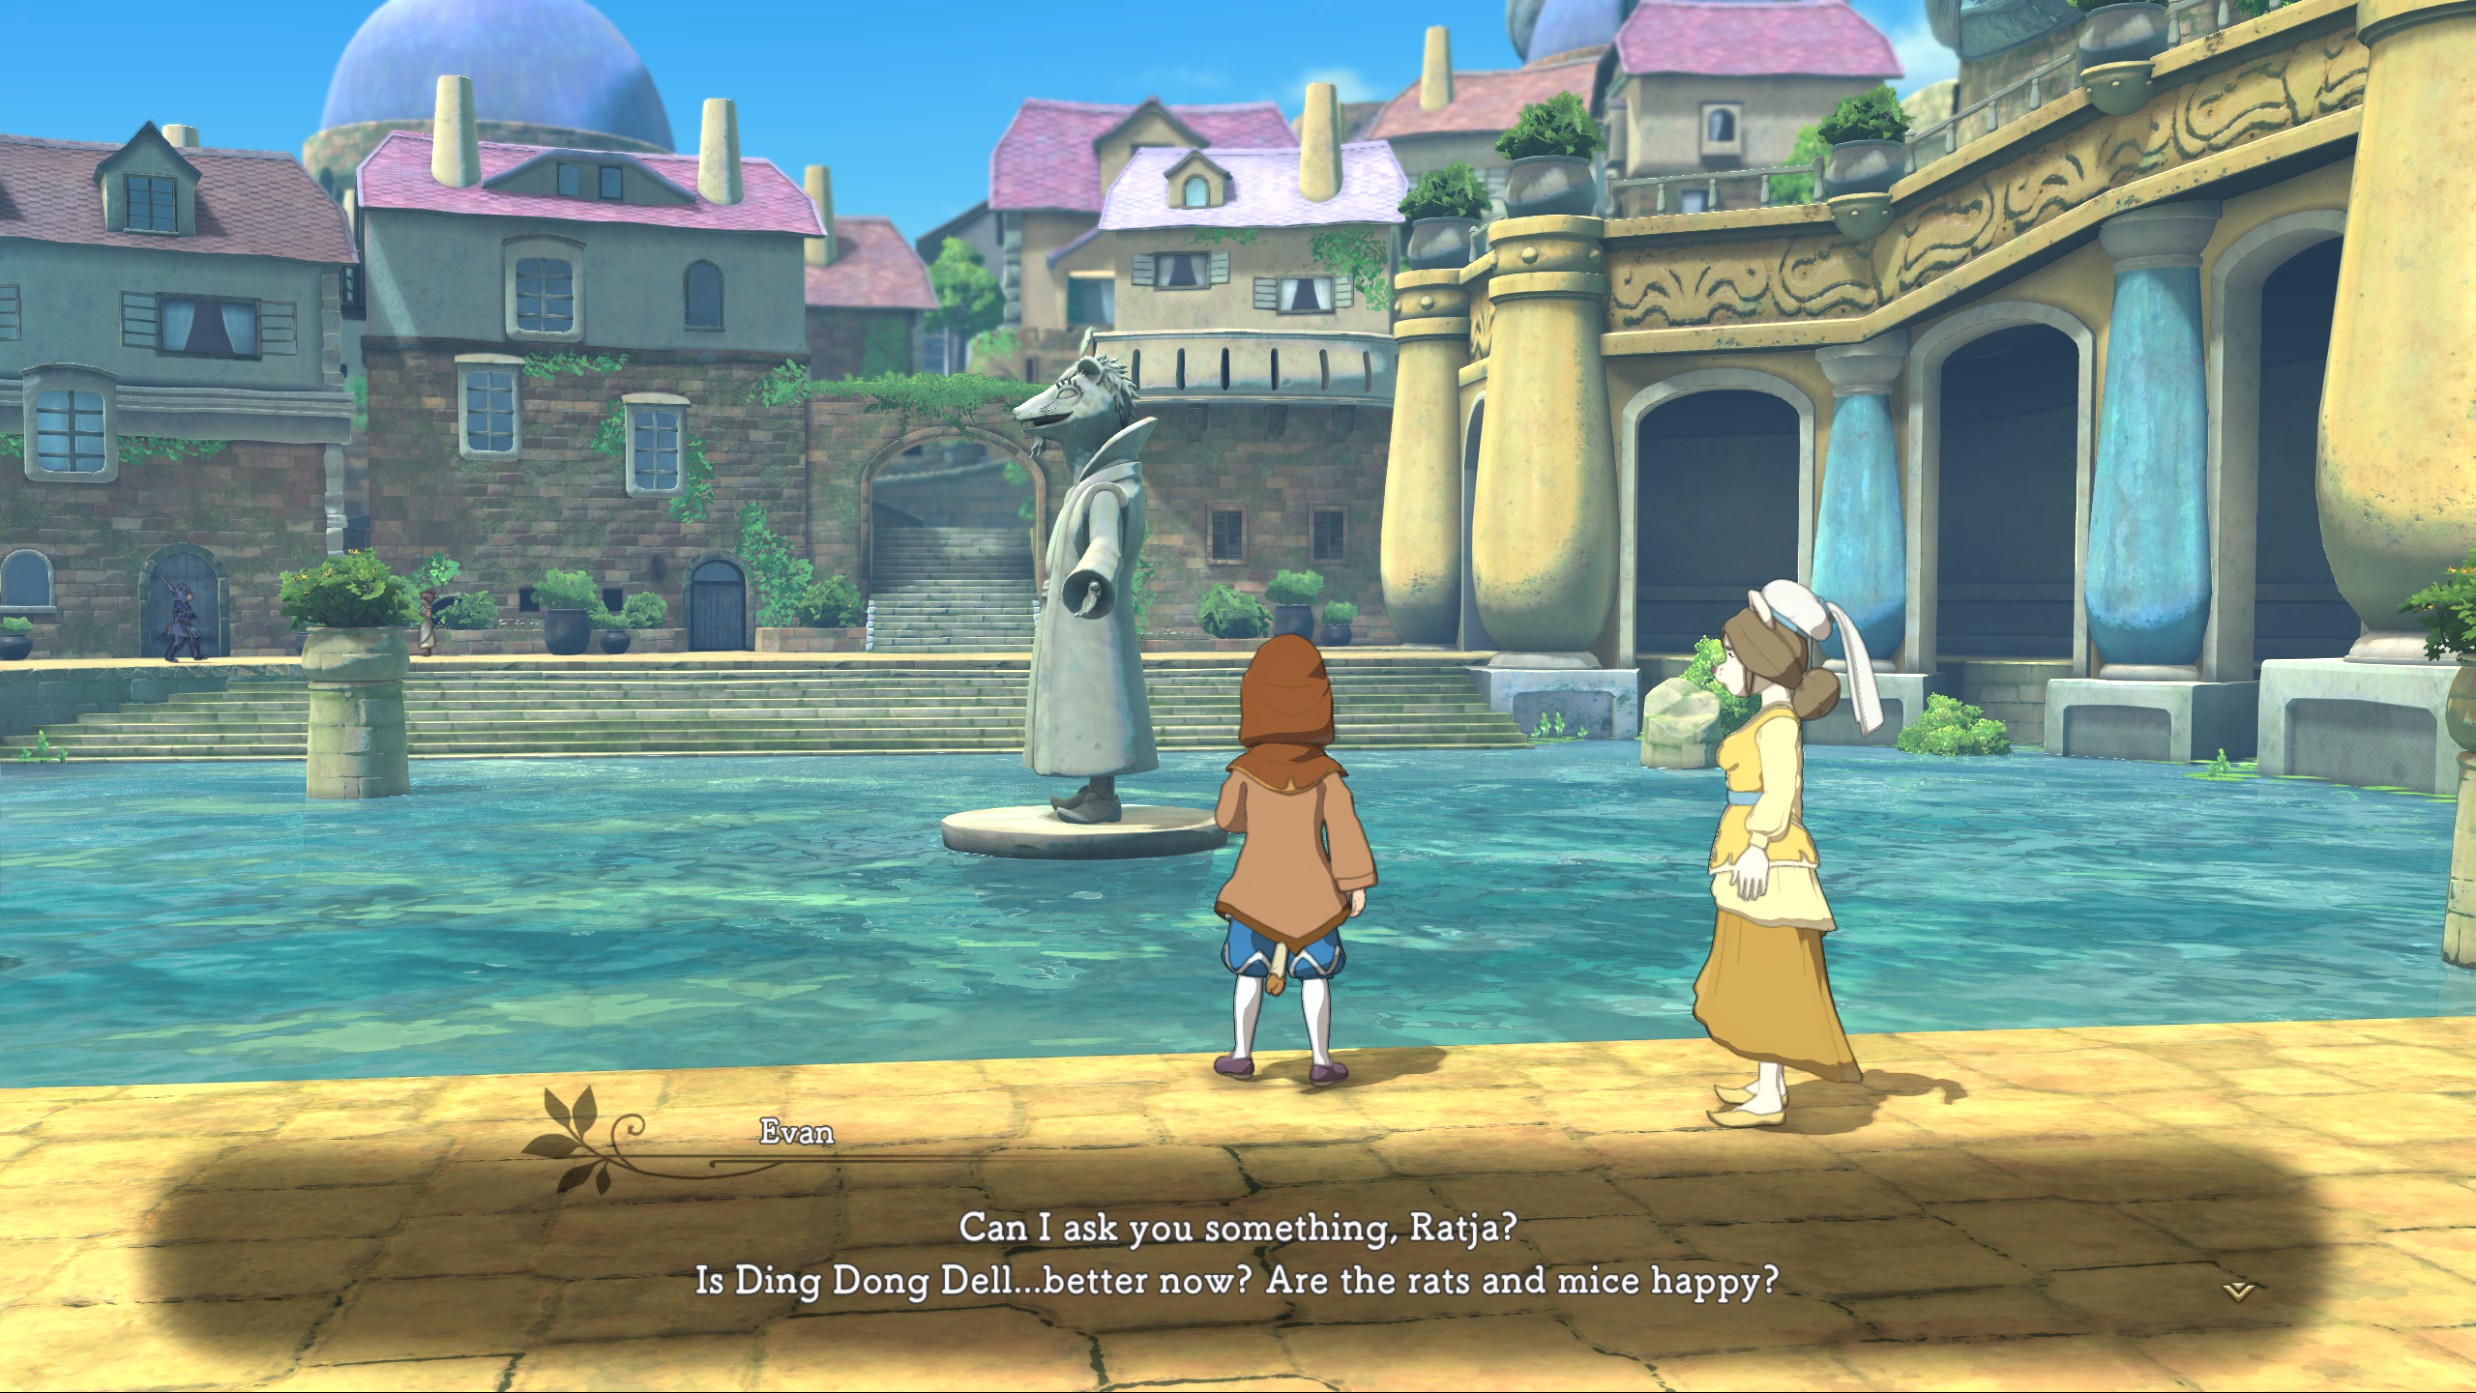 Evan
Can I ask you something, Ratja?
Is Ding Dong Dell...better now? Are the rats and mice happy?